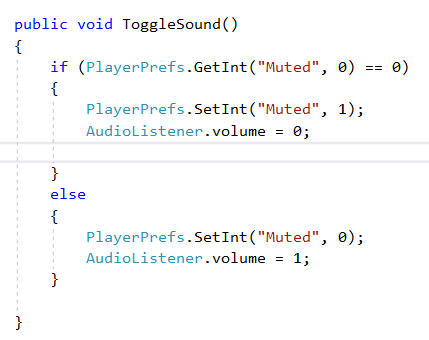 public void ToggleSound()
{
    if (PlayerPrefs.GetInt("Muted", 0) == 0)
    {
        PlayerPrefs.SetInt("Muted", 1);
        AudioListener.volume = 0;
    }
    else
    {
        PlayerPrefs.SetInt("Muted", 0);
        AudioListener.volume = 1;
    }
}